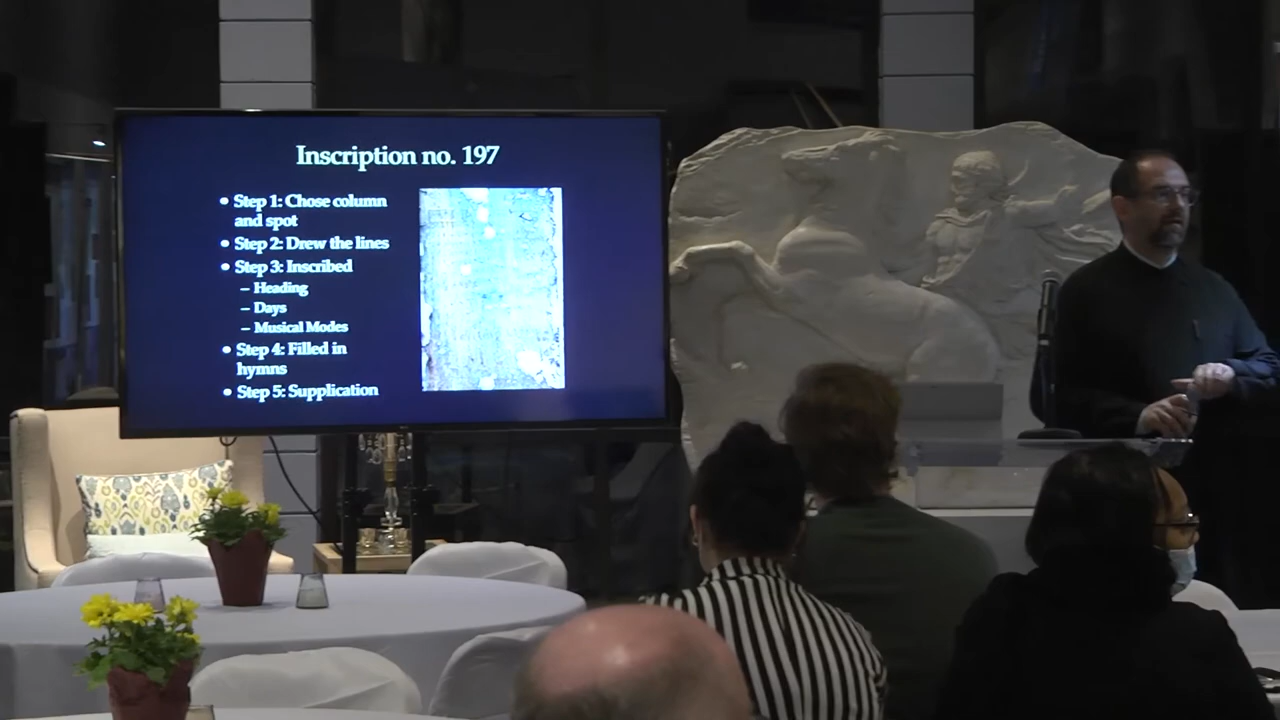 Inscription no. 197
• Step 1: Chose column
and spot
• Step 2: Drew the lines
• Step 3: Inscribed
– Heading
– Days
– Musical Modes
• Step 4: Filled in
hymns
• Step 5: Supplication